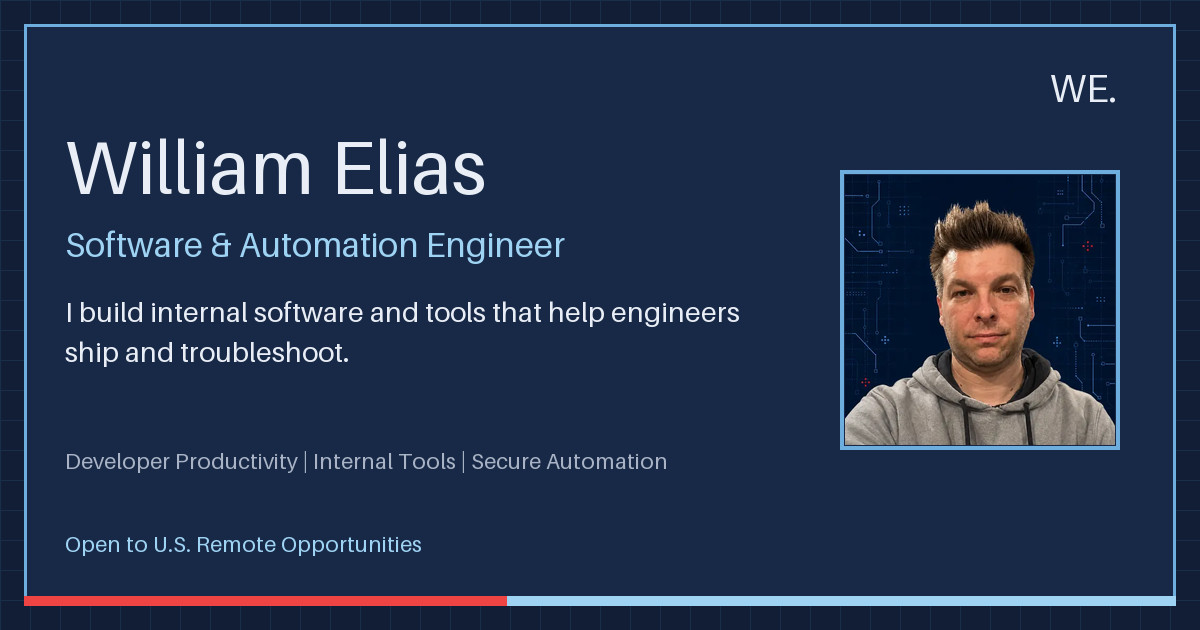 WE.
William Elias
Software & Automation Engineer
I build internal software and tools that help engineers
ship and troubleshoot.
Developer Productivity | Internal Tools | Secure Automation
Open to U.S. Remote Opportunities